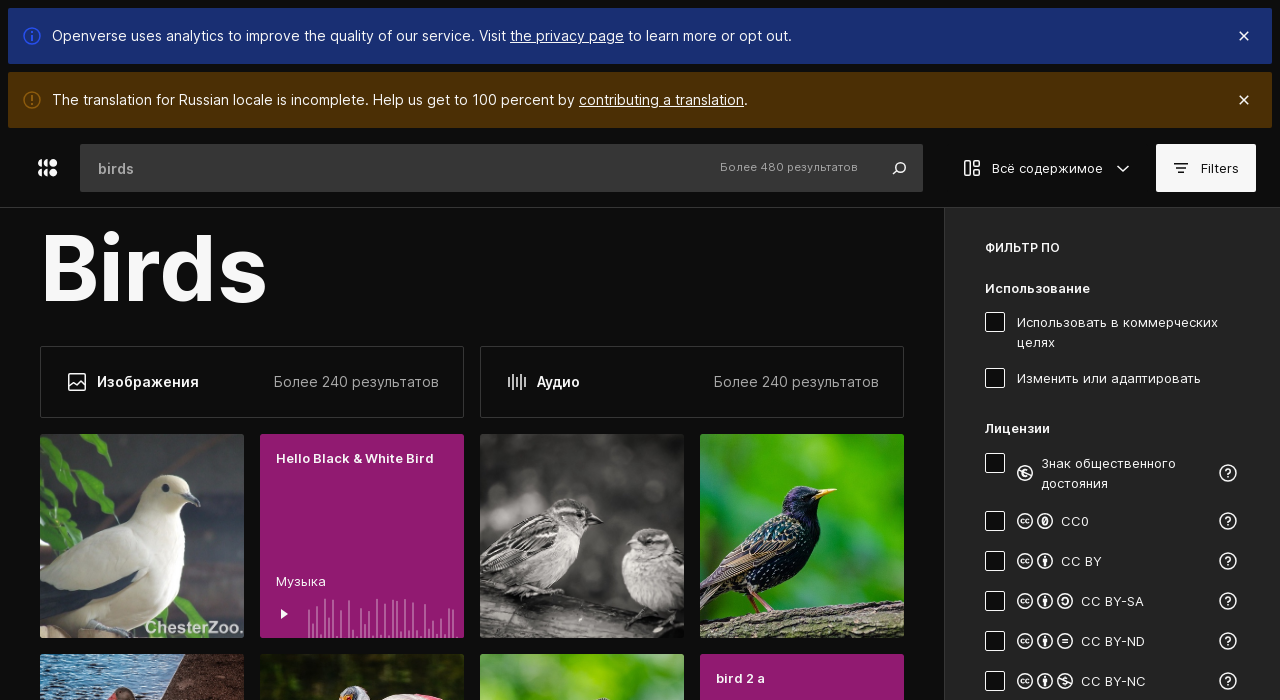 Openverse uses analytics to improve the quality of our service. Visit the privacy page to learn more or opt out.
The translation for Russian locale is incomplete. Help us get to 100 percent by contributing a translation.
birds
Более 480 результатов
Всё содержимое
Filters
Birds
Изображения
Более 240 результатов
Аудио
Более 240 результатов
Hello Black & White Bird
Музыка
ChesterZoo.
bird 2 a
ФИЛЬТР ПО
Использование
Использовать в коммерческих
целях
Изменить или адаптировать
Лицензии
Знак общественного
достояния
CC0
CC BY
CC BY-SA
CC BY-ND
CC BY-NC